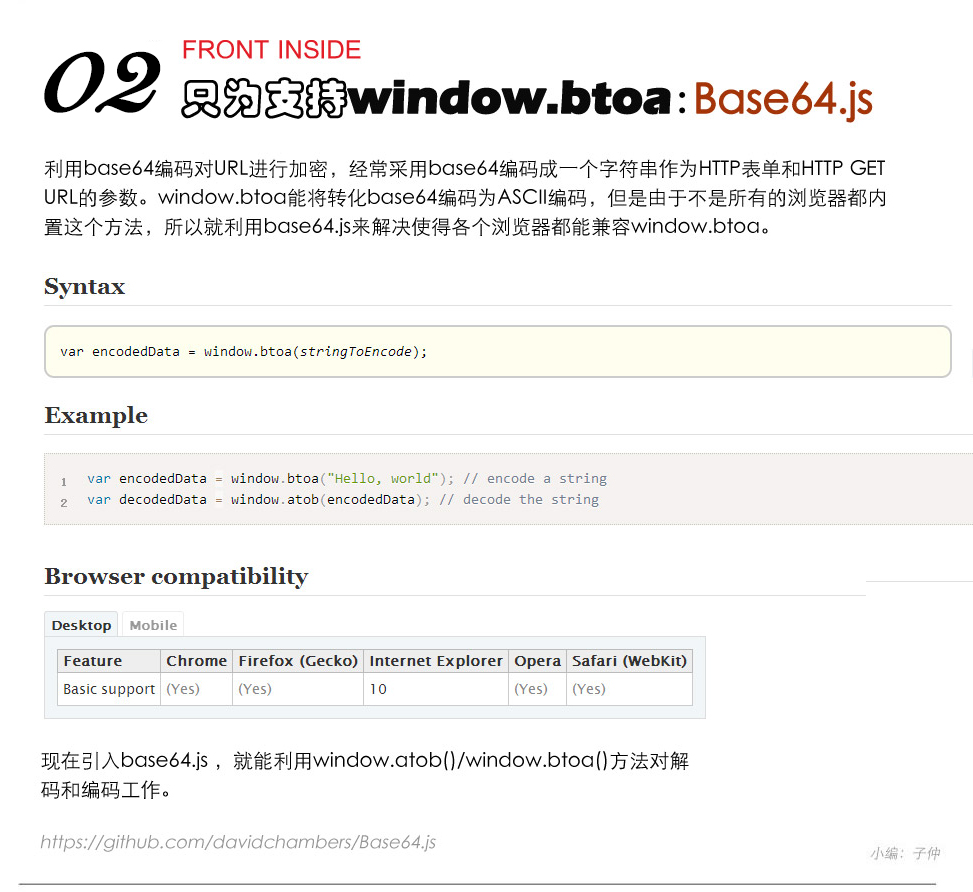 02
FRONT INSIDE
只为支持window.btoa:Base64.js
利用base64编码对URL进行加密，经常采用base64编码成一个字符串作为HTTP表单和HTTP GET
URL的参数。window.btoa能将转化base64编码为ASCII编码，但是由于不是所有的浏览器都内
置这个方法，所以就利用base64.js来解决使得各个浏览器都能兼容window.btoa。
Syntax
var encodedData = window.btoa(stringToEncode);
Example
1 var encodedData = window.btoa("Hello, world"); // encode a string
2 var decodedData = window.atob(encodedData); // decode the string
Browser compatibility
Desktop Mobile
Feature Chrome Firefox (Gecko) Internet Explorer Opera Safari (WebKit)
Basic support (Yes) (Yes) 10 (Yes) (Yes)
现在引入base64.js ，就能利用window.atob()/window.btoa()方法对解
码和编码工作。
https://github.com/davidchambers/Base64.js
小编：子仲